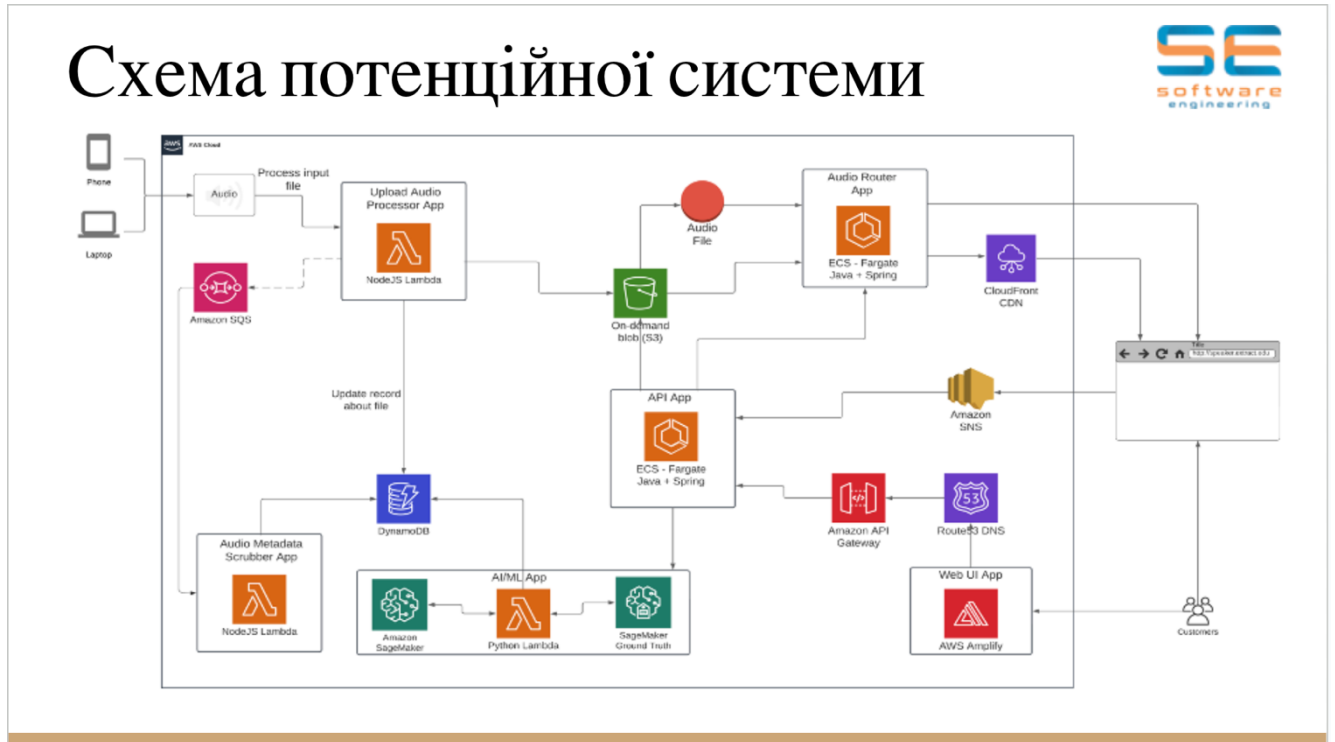 Схема потенційної системи
SE
software
engineering
aws
AWS Cloud
Phone
Laptop
Audio
Process input
file
Upload Audio
Processor App
NodeJS Lambda
Amazon SQS
Audio
File
Audio Router
App
ECS - Fargate
Java + Spring
CloudFront
CDN
On-demand
blob (S3)
Update record
about file
API App
ECS - Fargate
Java + Spring
Amazon
SNS
Title
DynamoDB
Amazon API
Gateway
53
Route53 DNS
Audio Metadata
Scrubber App
NodeJS Lambda
AI/ML App
Amazon
SageMaker
Python Lambda
SageMaker
Ground Truth
Web UI App
AWS Amplify
Customers